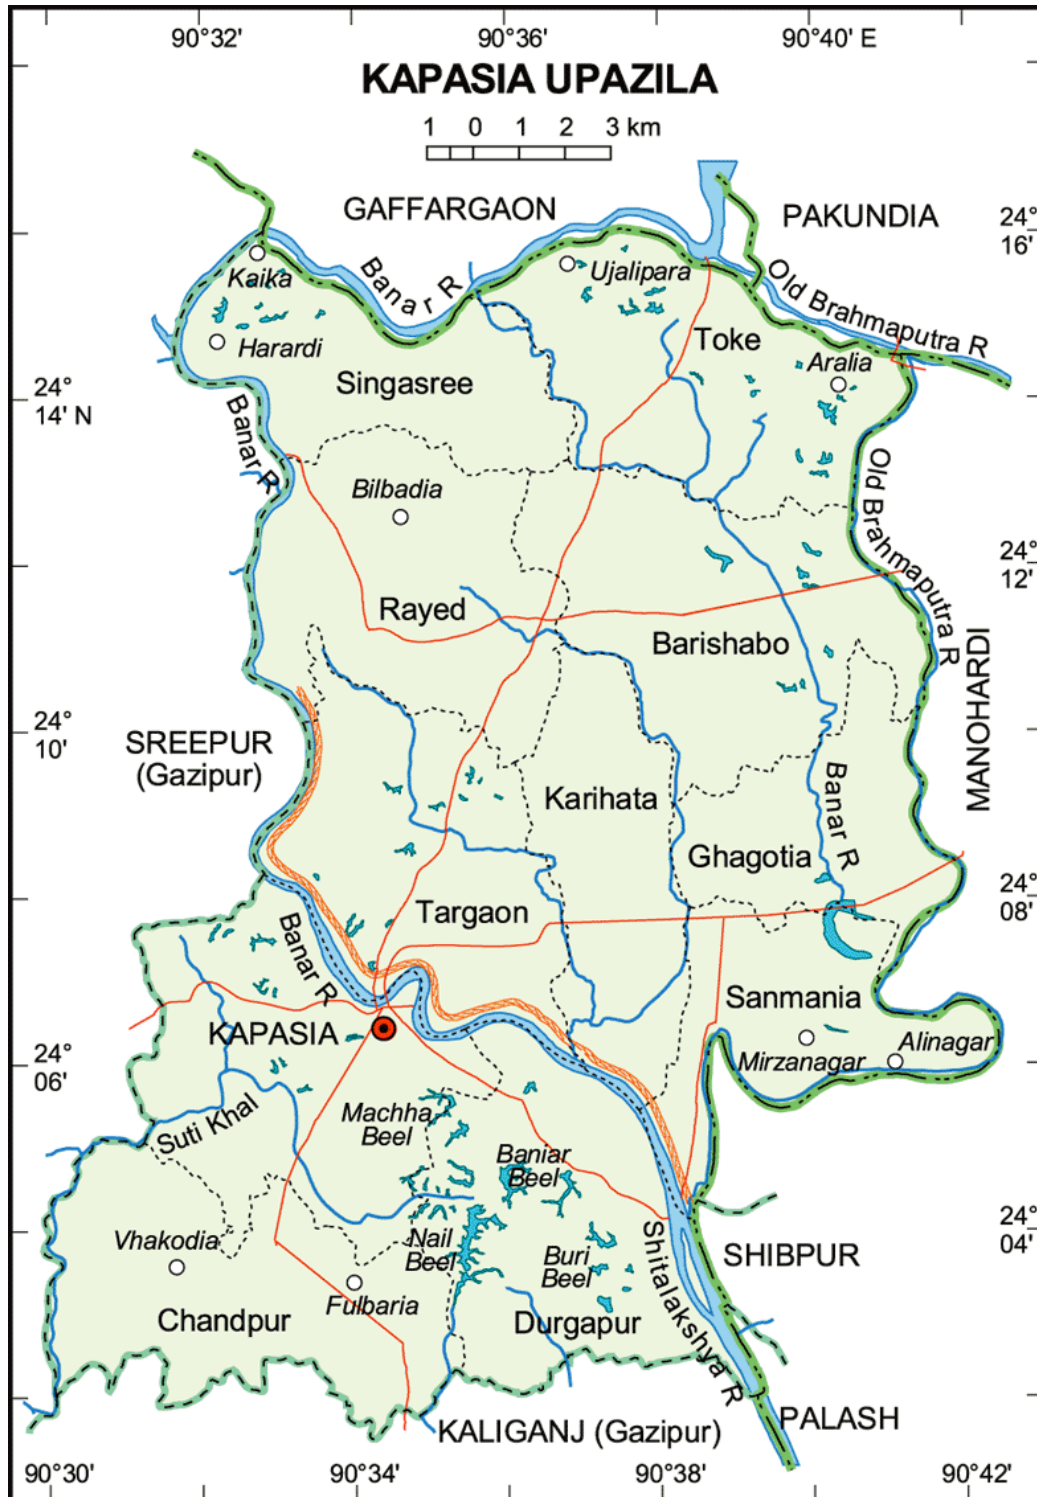 90°32'
90°36'
90°40' E
KAPASIA UPAZILA
1 0 1 2 3 km
GAFFARGAON
PAKUNDIA
24°
16'
Kaika
Banar R
Ujalipara
Old Brahmaputra R
Harardi
Toke
Aralia
Singasree
24°
14' N
Banar R
Bilbadia
Old Brahmaputra R
24°
12'
Rayed
Barishabo
MANOHARDI
24°
10'
SREEPUR
(Gazipur)
Karihata
Banar R
Ghagotia
24°
08'
Targaon
Banar R
Sanmania
KAPASIA
Mirzanagar
Alinagar
24°
06'
Suti Khal
Machha
Beel
Baniar
Beel
Vhakodia
Nail
Beel
Buri
Beel
Shitalakshya R
SHIBPUR
24°
04'
Fulbaria
Chandpur
Durgapur
PALASH
KALIGANJ (Gazipur)
90°30'
90°34'
90°38'
90°42'